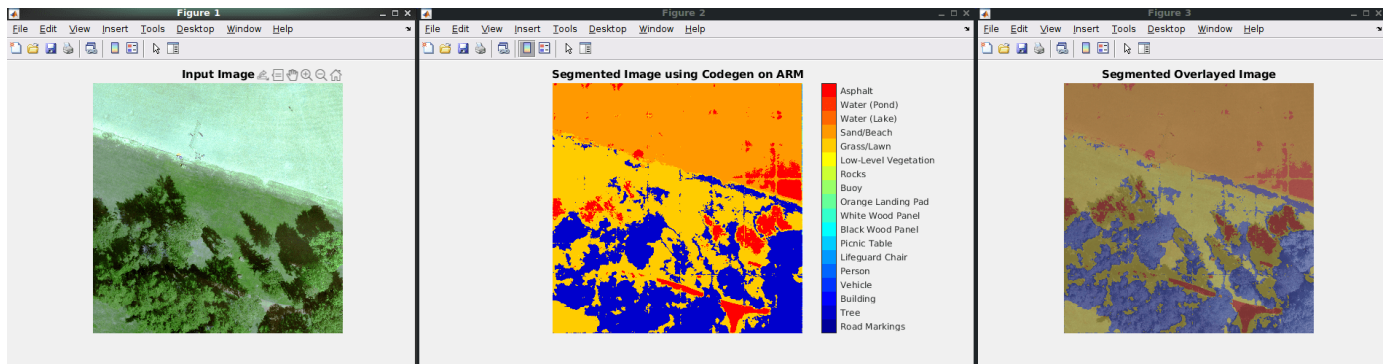 Figure 1
File Edit View Insert Tools Desktop Window Help
Input Image
Figure 2
File Edit View Insert Tools Desktop Window Help
Segmented Image using Codegen on ARM
Asphalt
Water (Pond)
Water (Lake)
Sand/Beach
Grass/Lawn
Low-Level Vegetation
Rocks
Buoy
Orange Landing Pad
White Wood Panel
Black Wood Panel
Picnic Table
Lifeguard Chair
Person
Vehicle
Building
Tree
Road Markings
Figure 3
File Edit View Insert Tools Desktop Window Help
Segmented Overlayed Image